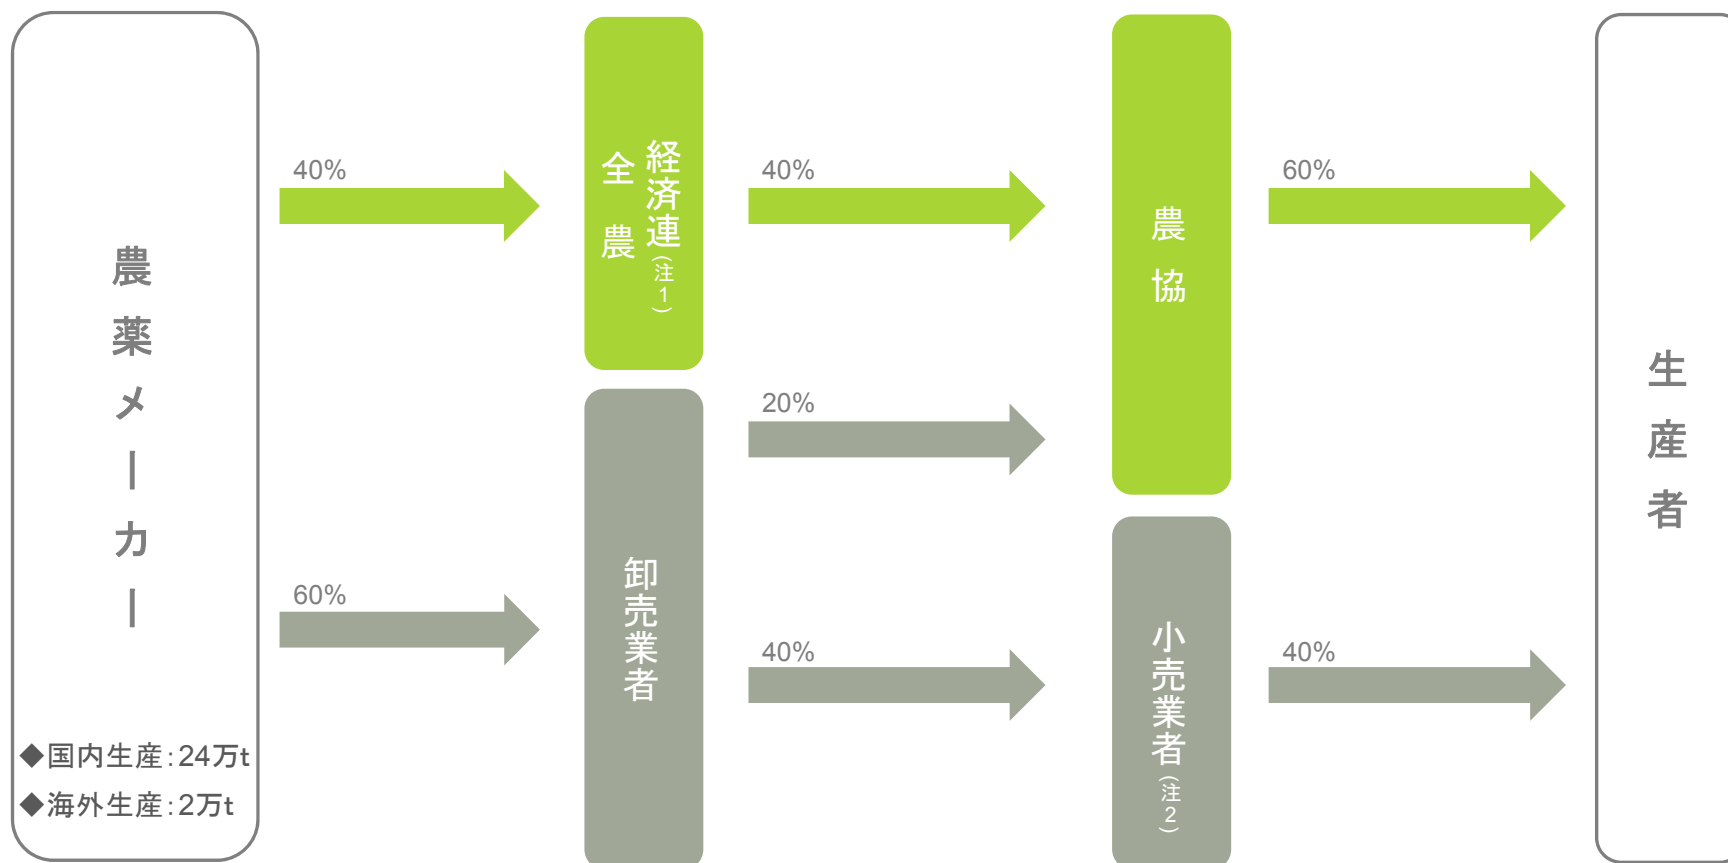 農薬メーカー
◆国内生産：24万t
◆海外生産：2万t
40%
60%
経済連（注1）
全農
卸売業者
40%
20%
40%
農協
小売業者（注2）
60%
40%
生産者